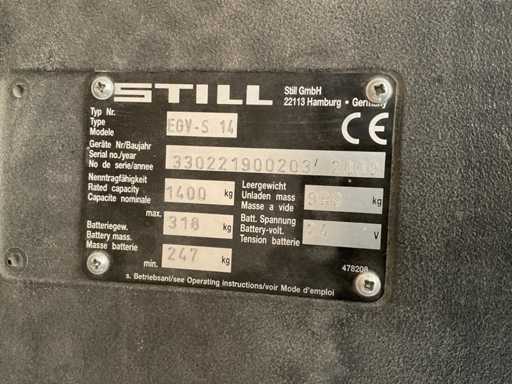 STILL
Still GmbH
22113 Hamburg • Germany
Typ Nr.
Type
Modele
EGV-S 14
Geräte Nr/Baujahr
Serial no./year
No de serie/annee
330221900203/
Nenntragfähigkeit
Rated capacity
Capacite nominale
1400 kg
Leergewicht
Unladen mass
Masse a vide
kg
Batteriegew.
Battery mass.
Masse batterie
max. 318 kg
min. 247 kg
Batt. Spannung
Battery-volt.
Tension batterie
24 V
CE
478208
s. Betriebsanl/see Operating instructions/voir Mode d'emploi